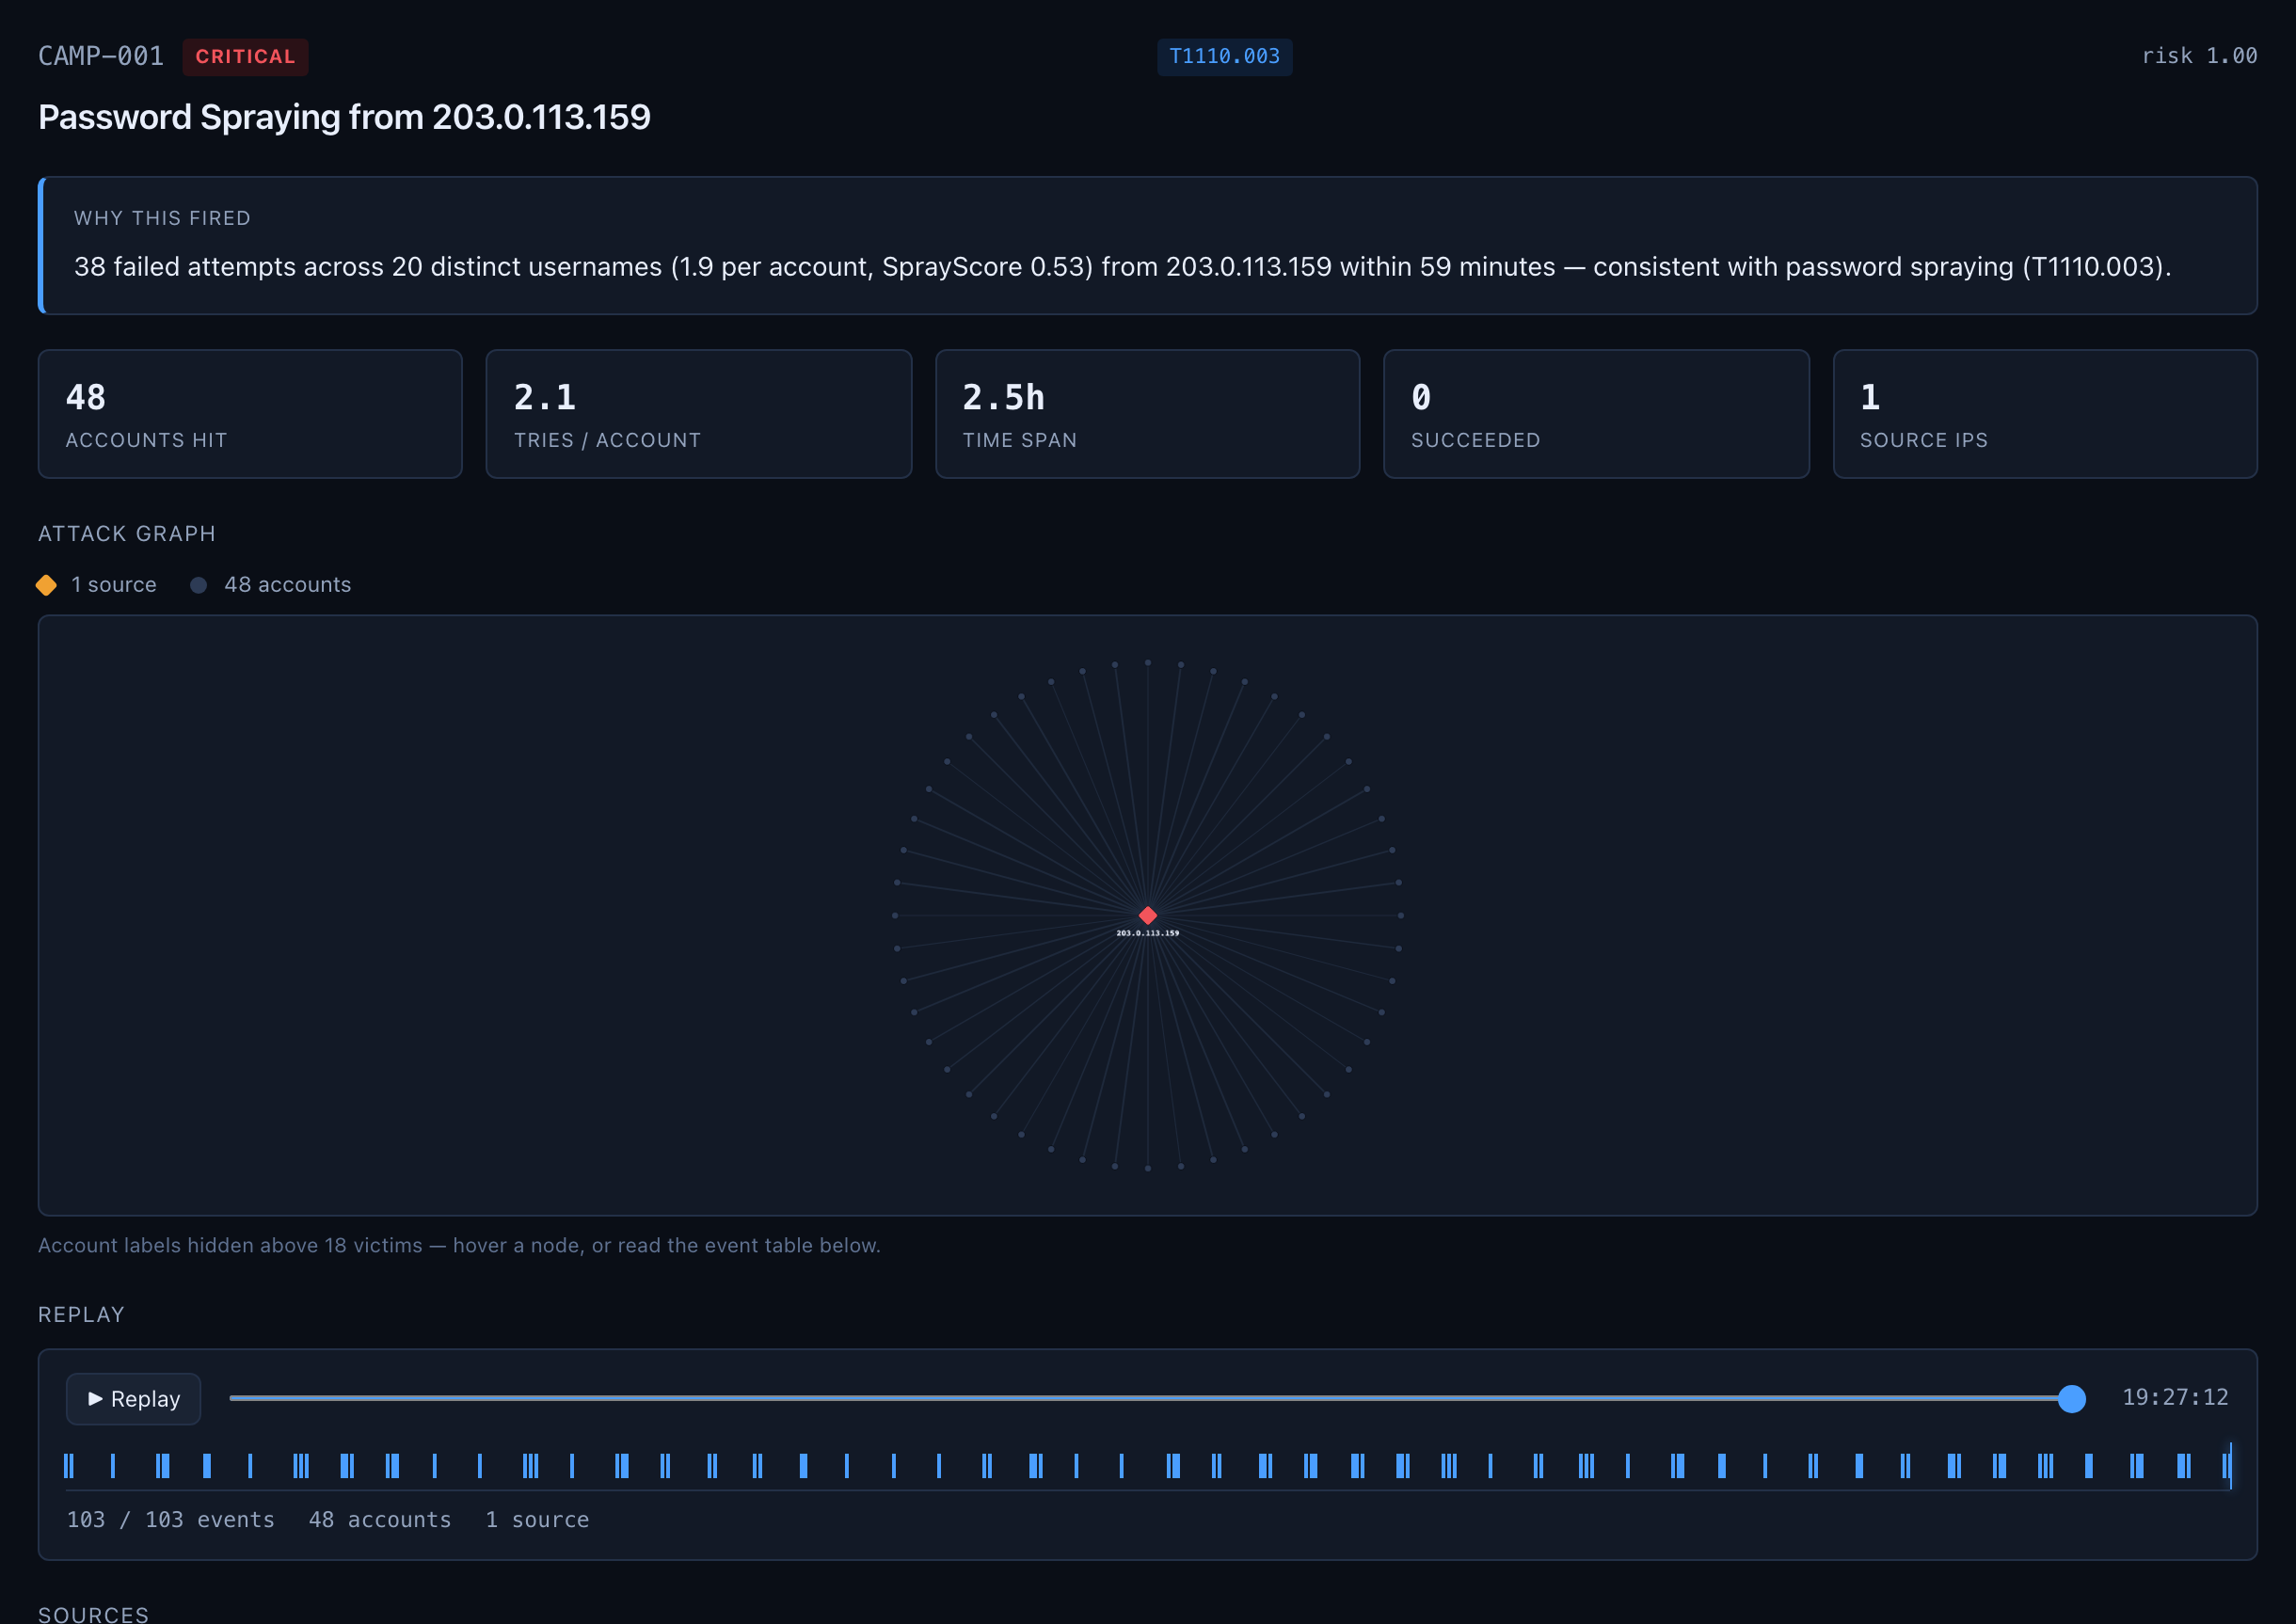 CAMP-001 CRITICAL T1110.003 risk 1.00
Password Spraying from 203.0.113.159
WHY THIS FIRED
38 failed attempts across 20 distinct usernames (1.9 per account, SprayScore 0.53) from 203.0.113.159 within 59 minutes — consistent with password spraying (T1110.003).
48 2.1 2.5h 0 1
ACCOUNTS HIT TRIES / ACCOUNT TIME SPAN SUCCEEDED SOURCE IPS
ATTACK GRAPH
1 source 48 accounts
203.0.113.159
Account labels hidden above 18 victims — hover a node, or read the event table below.
REPLAY
Replay 19:27:12
103 / 103 events 48 accounts 1 source
SOURCES